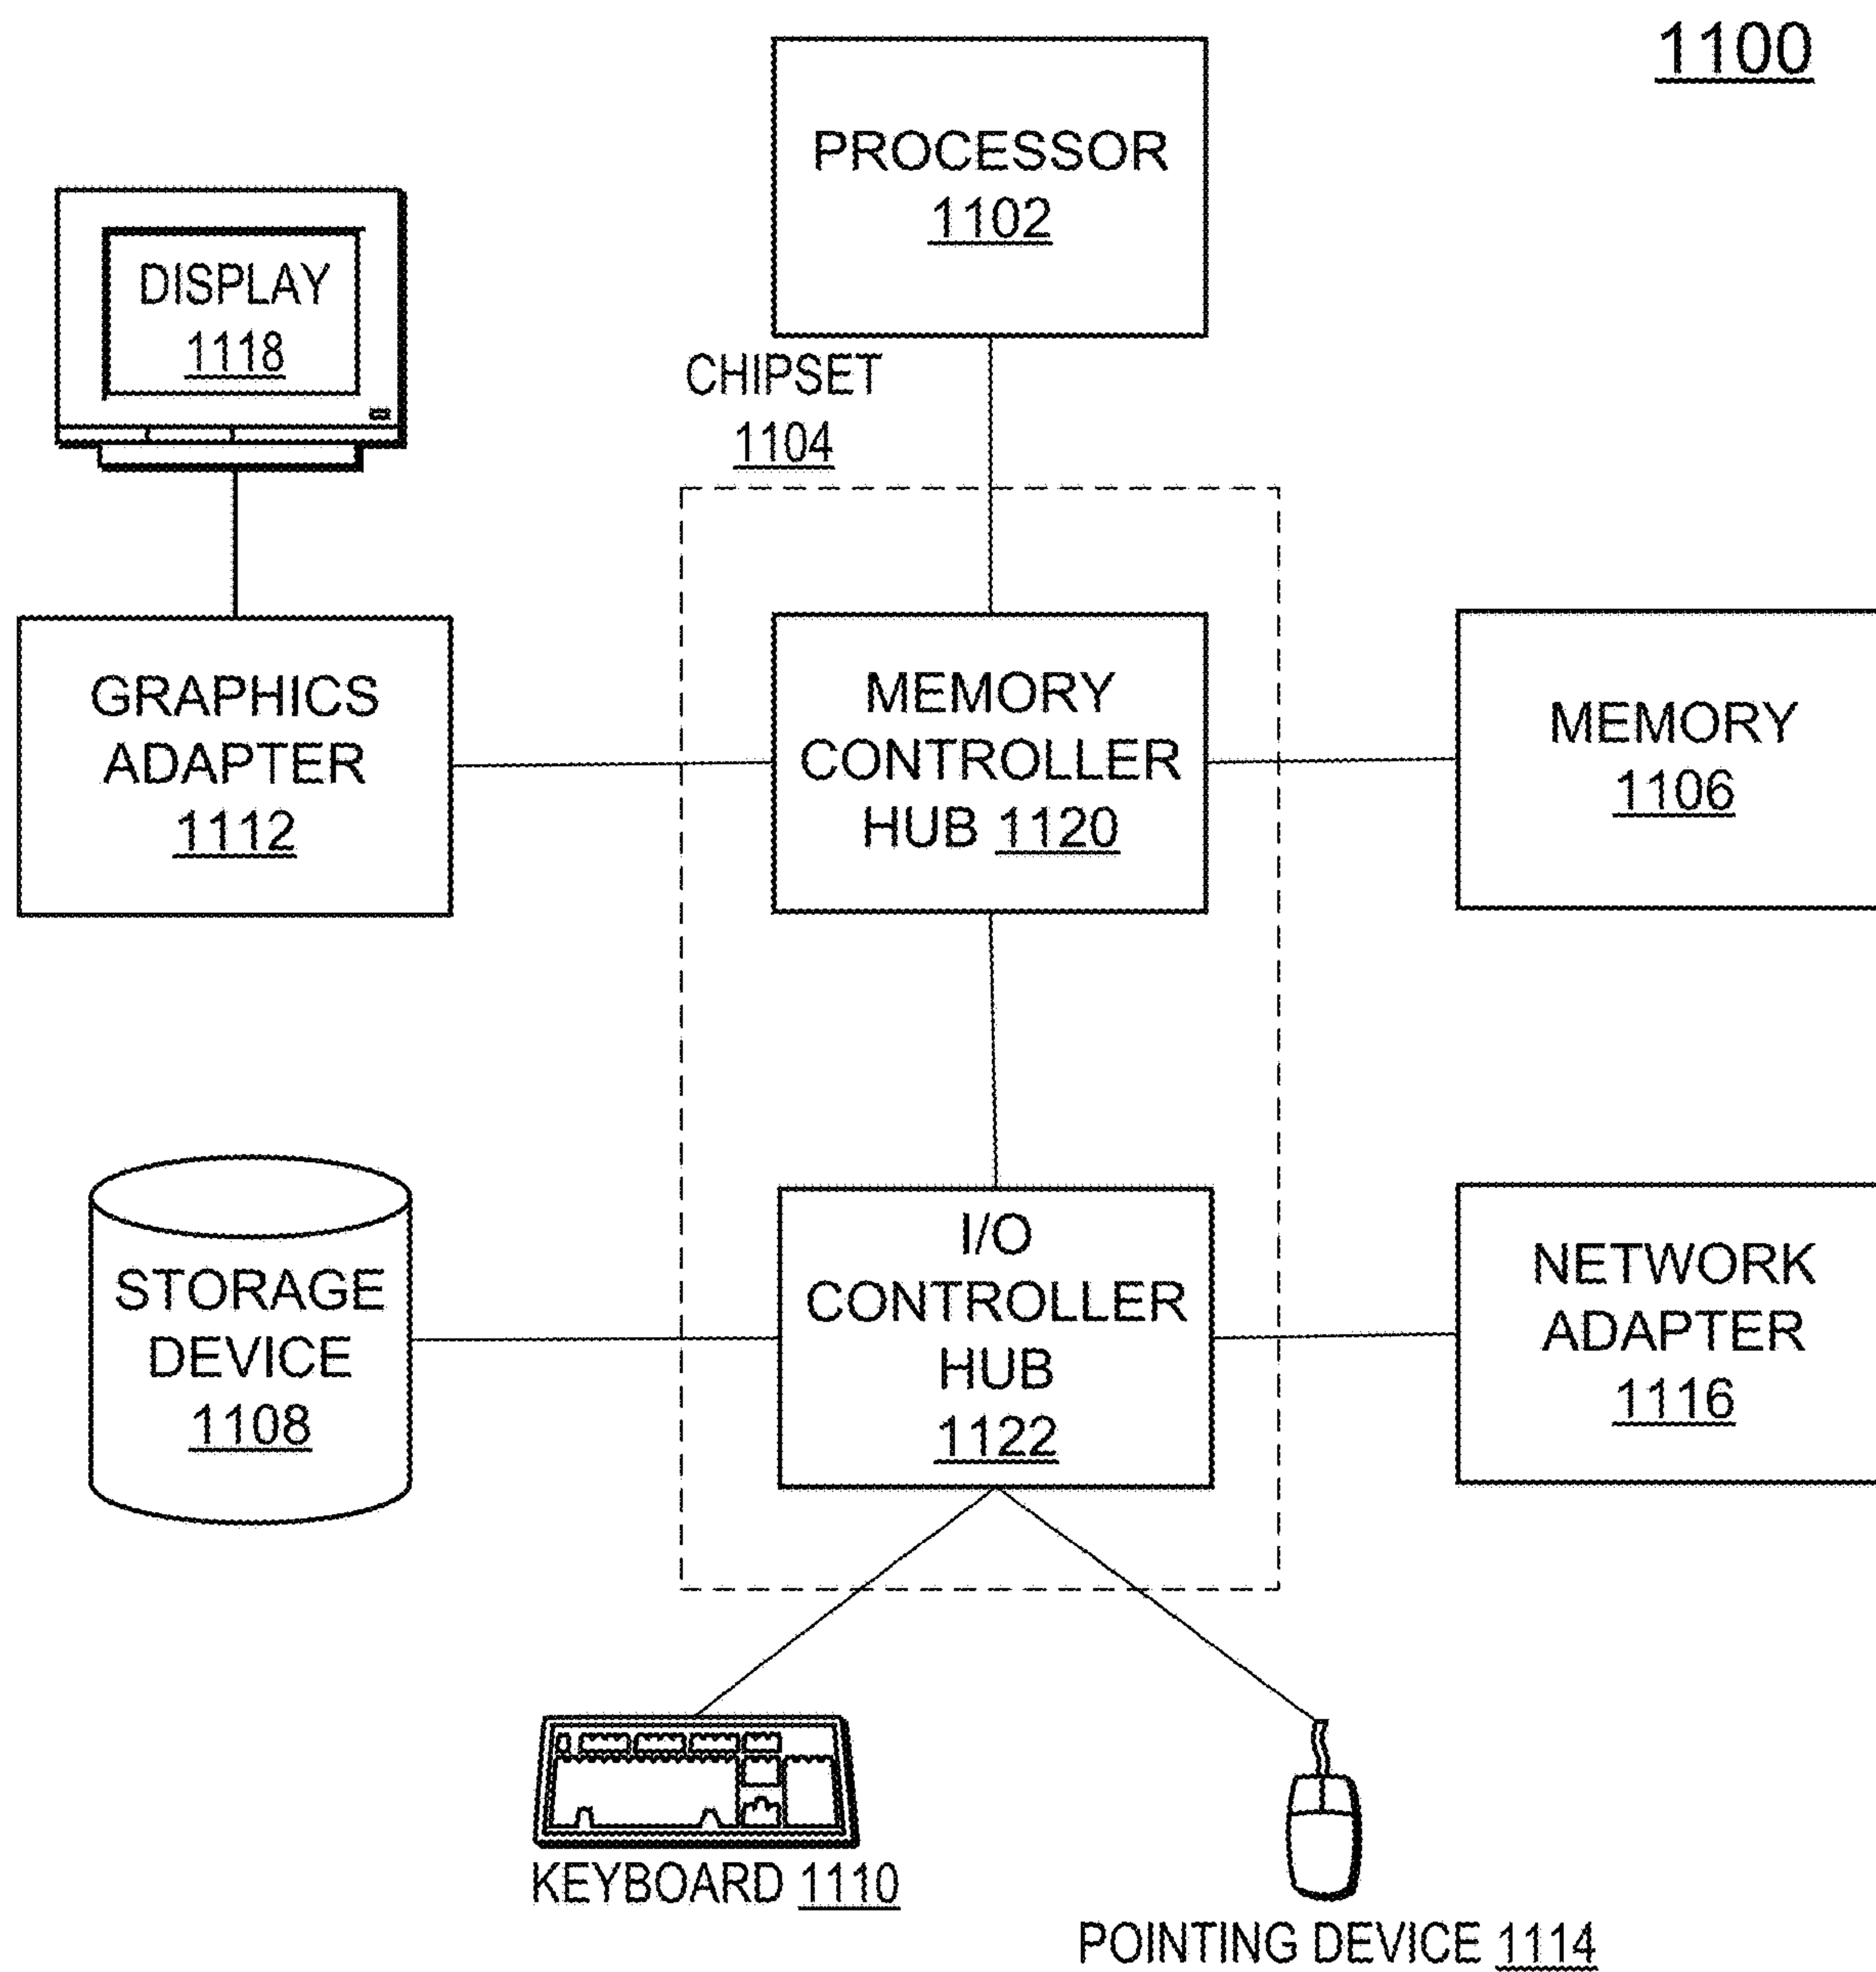 1100
PROCESSOR
1102
DISPLAY
1118
CHIPSET
1104
GRAPHICS
ADAPTER
1112
MEMORY
CONTROLLER
HUB 1120
MEMORY
1106
STORAGE
DEVICE
1108
I/O
CONTROLLER
HUB
1122
NETWORK
ADAPTER
1116
KEYBOARD 1110
POINTING DEVICE 1114